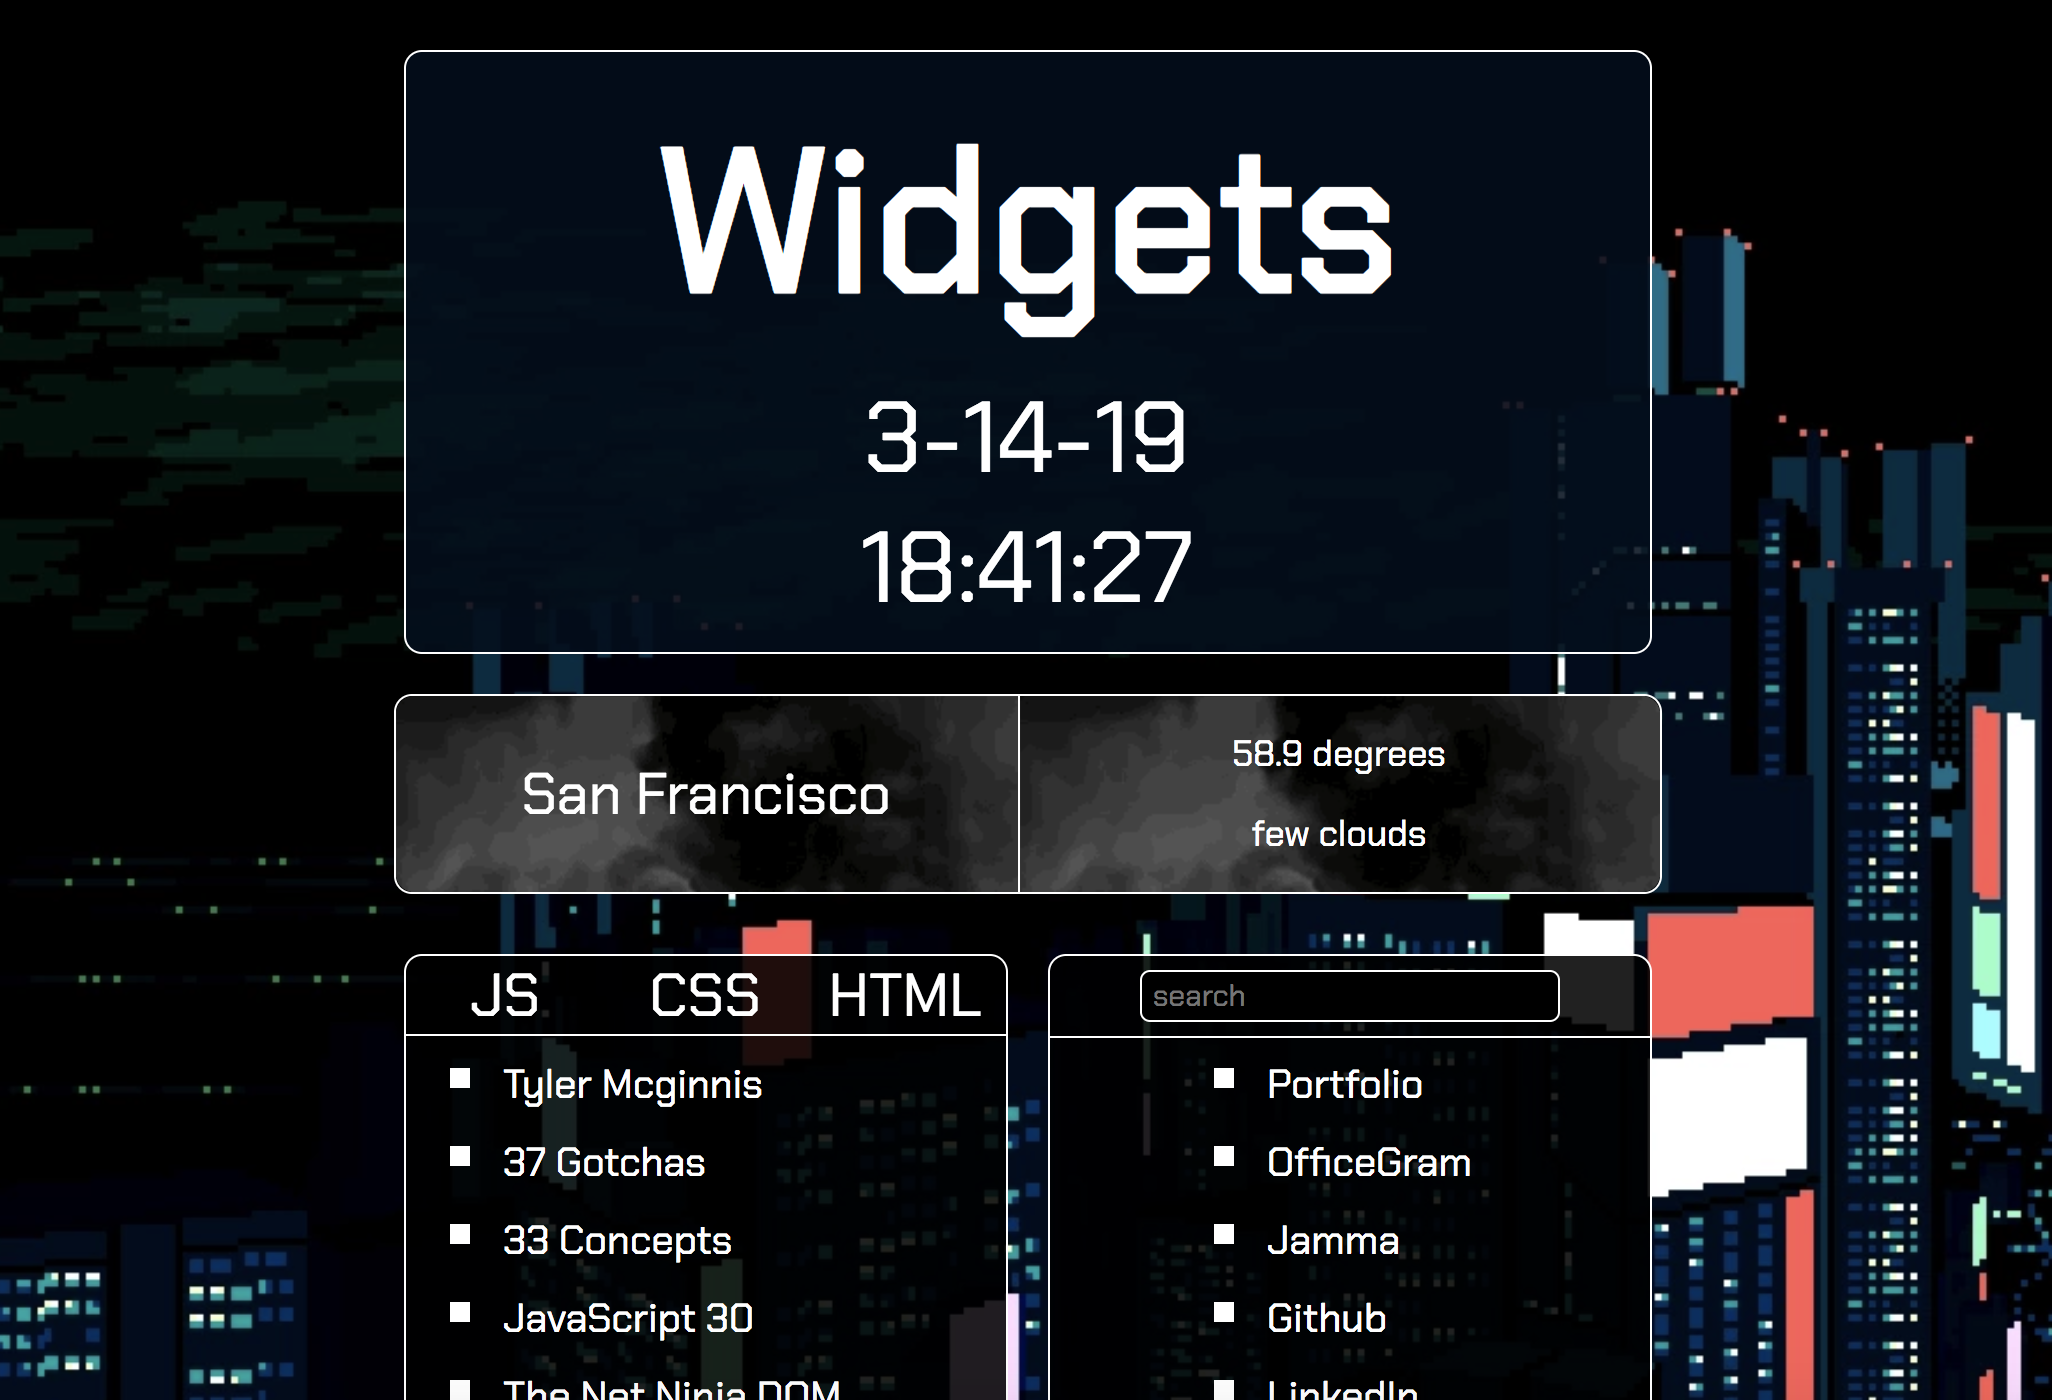 Widgets
3-14-19
18:41:27
San Francisco
58.9 degrees
few clouds
JS CSS HTML
Tyler Mcginnis
37 Gotchas
33 Concepts
JavaScript 30
The Net Ninja DOM
search
Portfolio
OfficeGram
Jamma
Github
LinkedIn